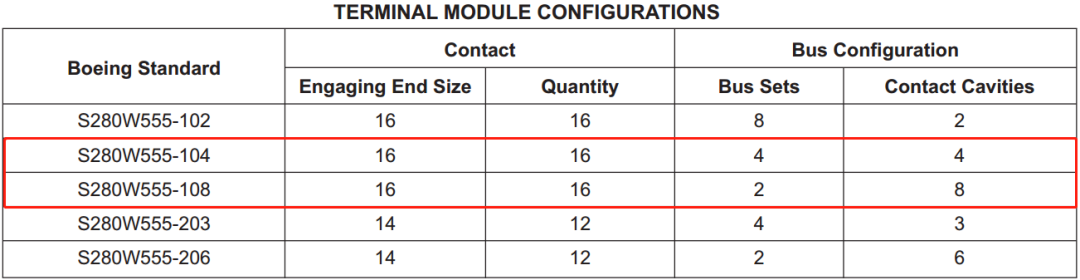 TERMINAL MODULE CONFIGURATIONS
Boeing Standard Contact Bus Configuration
Engaging End Size Quantity Bus Sets Contact Cavities
S280W555-102 16 16 8 2
S280W555-104 16 16 4 4
S280W555-108 16 16 2 8
S280W555-203 14 12 4 3
S280W555-206 14 12 2 6